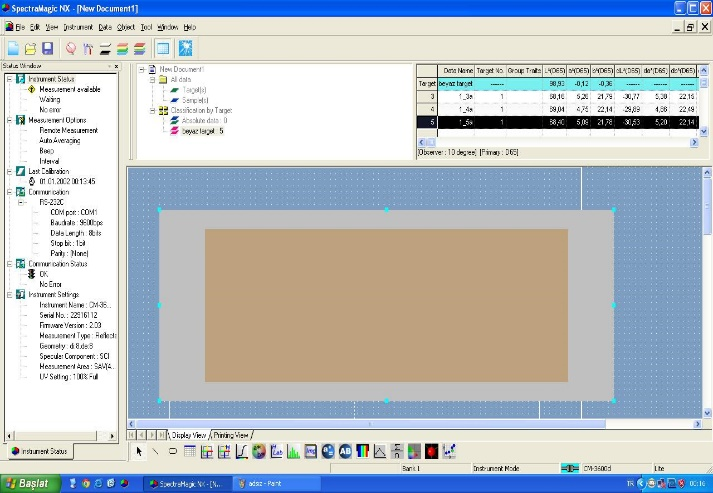 SpectraMagic NX - [New Document1]
File Edit View Instrument Data Object Tool Window Help
Status Window
Instrument Status
Measurement available
Waiting
No error
Measurement Options
Remote Measurement
Auto Averaging
Beep
Interval
Last Calibration
01.01.2002 00:13:45
Communication
RS-232C
COM port : COM1
Baudrate : 9600bps
Data Length : 8bits
Stop bit : 1bit
Parity : (None)
Communication Status
OK
No Error
Instrument Settings
Instrument Name : CM-36...
Serial No. : 22916112
Firmware Version : 2.03
Measurement Type : Reflecta
Geometry : di:8,de:8
Specular Component : SCI
Measurement Area : SAV(4...
UV Setting : 100% Full
Instrument Status
New Document1
All data
Target(s)
Sample(s)
Classification by Target
Absolute data : 0
beyaz target : 5
Data Name Target No. Group Traits L*(D65) a*(D65) b*(D65) dL*(D65) da*(D65) db*(D65)
Target beyaz target ------ 98,93 -0,12 -0,36 ------ ------ ------
3 1_3a 1 68,16 5,26 21,79 -30,77 5,38 22,15
4 1_4a 1 69,04 4,75 22,14 -29,89 4,86 22,49
5 1_5a 1 68,40 5,09 21,78 -30,53 5,20 22,14
[Observer : 10 degree] [Primary : D65]
Display View Printing View
Bank 1 Instrument Mode CM-3600d Lite
Başlat SpectraMagic NX - ... adsız - Paint TR 00:16